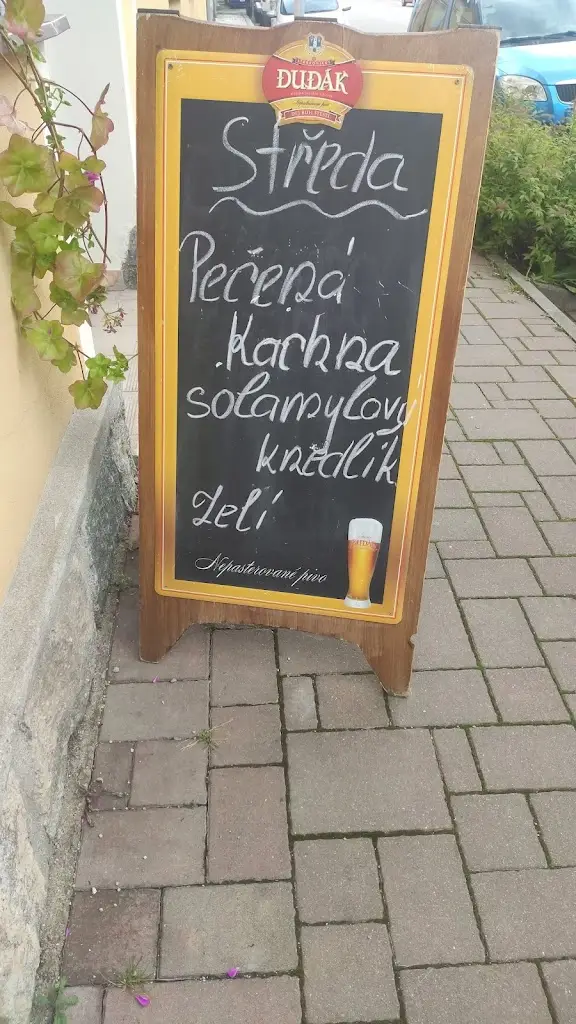 DUDÁK
Středa
Pečená
Kachna
solamylový
knedlík
zelí
Nepasterované pivo